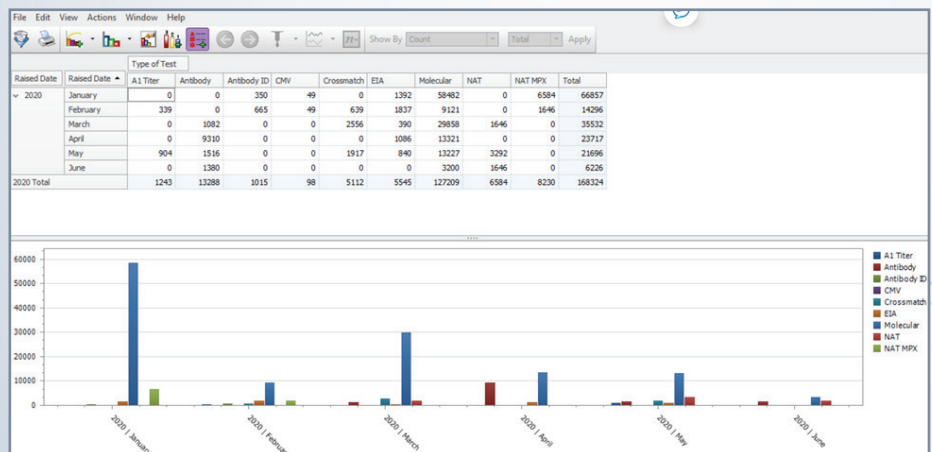 File Edit View Actions Window Help
Show By Count Total Apply
Type of Test
Raised Date Raised Date A1 Titer Antibody Antibody ID CMV Crossmatch EIA Molecular NAT NAT MPX Total
2020 January 0 0 350 49 0 1392 58482 0 6584 66857
February 339 0 665 49 639 1837 9121 0 1646 14296
March 0 1082 0 0 2556 390 29858 1646 0 35532
April 0 9310 0 0 0 1086 13321 0 0 23717
May 904 1516 0 0 1917 840 13227 3292 0 21696
June 0 1380 0 0 0 0 3200 1646 0 6226
2020 Total 1243 13288 1015 98 5112 5545 127209 6584 8230 168324
60000
50000
40000
30000
20000
10000
0
2020 | January
2020 | Februa
2020 | March
2020 | April
2020 | May
2020 | June
A1 Titer
Antibody
Antibody ID
CMV
Crossmatch
EIA
Molecular
NAT
NAT MPX